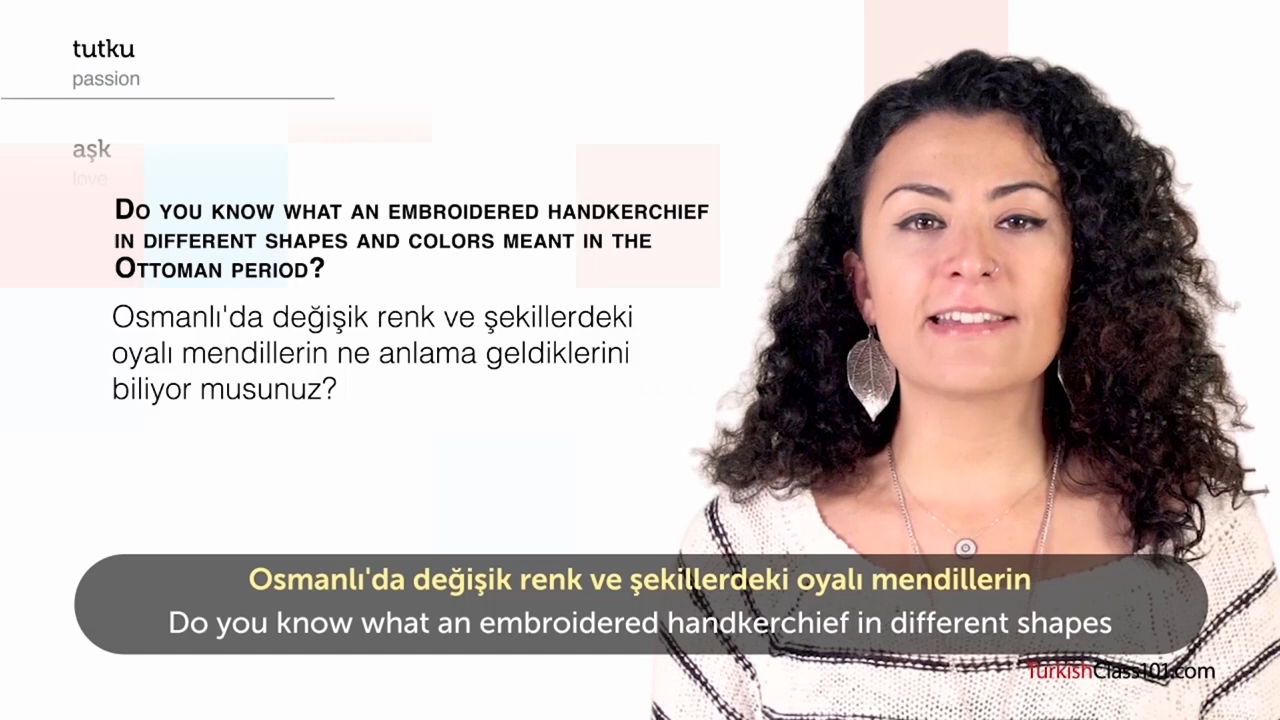 tutku
passion
aşk
love
Do you know what an embroidered handkerchief
in different shapes and colors meant in the
Ottoman period?
Osmanlı'da değişik renk ve şekillerdeki
oyalı mendillerin ne anlama geldiklerini
biliyor musunuz?
Osmanlı'da değişik renk ve şekillerdeki oyalı mendillerin
Do you know what an embroidered handkerchief in different shapes
TurkishClass101.com